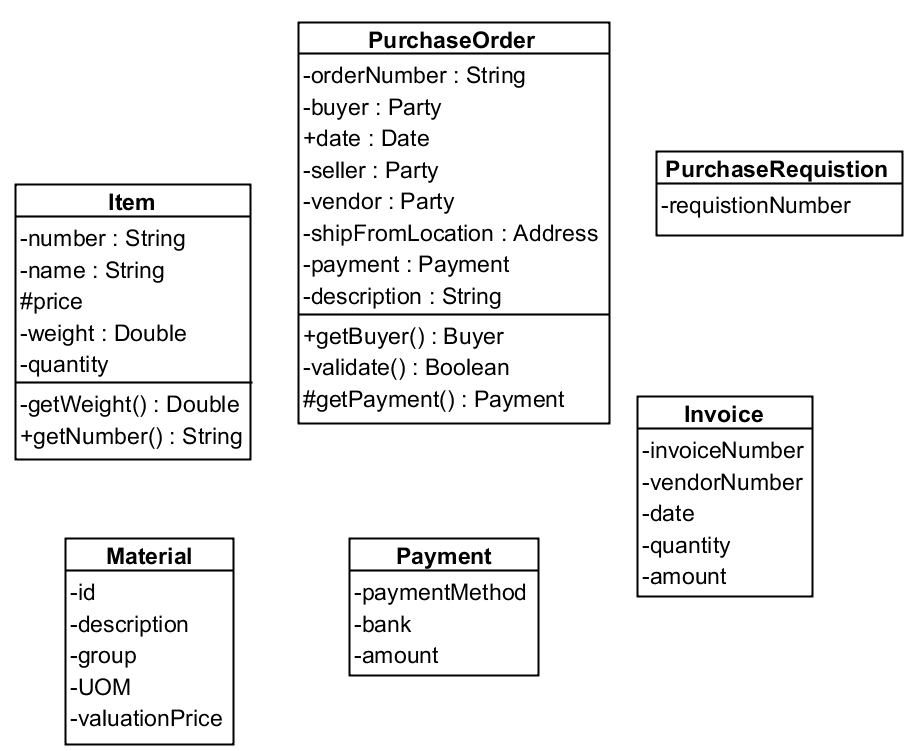 PurchaseOrder
-orderNumber : String
-buyer : Party
+date : Date
-seller : Party
-vendor : Party
-shipFromLocation : Address
-payment : Payment
-description : String
+getBuyer() : Buyer
-validate() : Boolean
#getPayment() : Payment
PurchaseRequistion
-requistionNumber
Item
-number : String
-name : String
#price
-weight : Double
-quantity
-getWeight() : Double
+getNumber() : String
Invoice
-invoiceNumber
-vendorNumber
-date
-quantity
-amount
Material
-id
-description
-group
-UOM
-valuationPrice
Payment
-paymentMethod
-bank
-amount